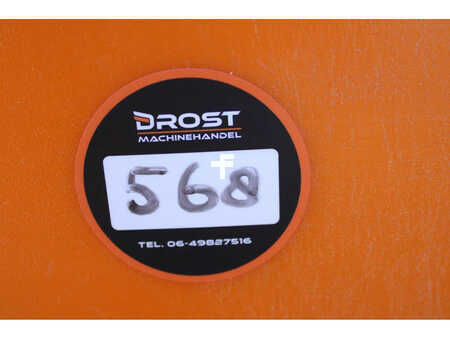 DROST
MACHINEHANDEL
568
TEL. 06-49827516